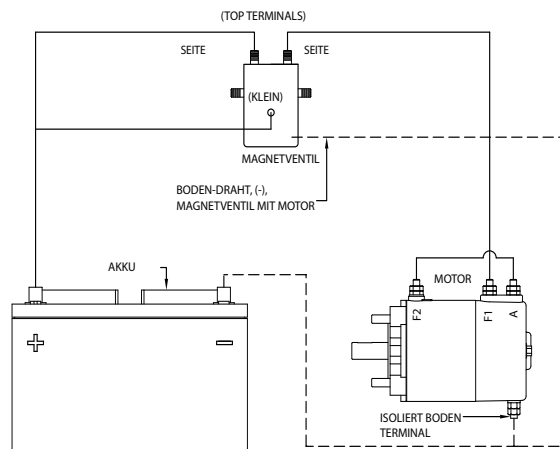 (TOP TERMINALS)
SEITE
SEITE
(KLEIN)
MAGNETVENTIL
BODEN-DRAHT, (-),
MAGNETVENTIL MIT MOTOR
AKKU
MOTOR
F2
F1
A
+
-
ISOLIERT BODEN
TERMINAL